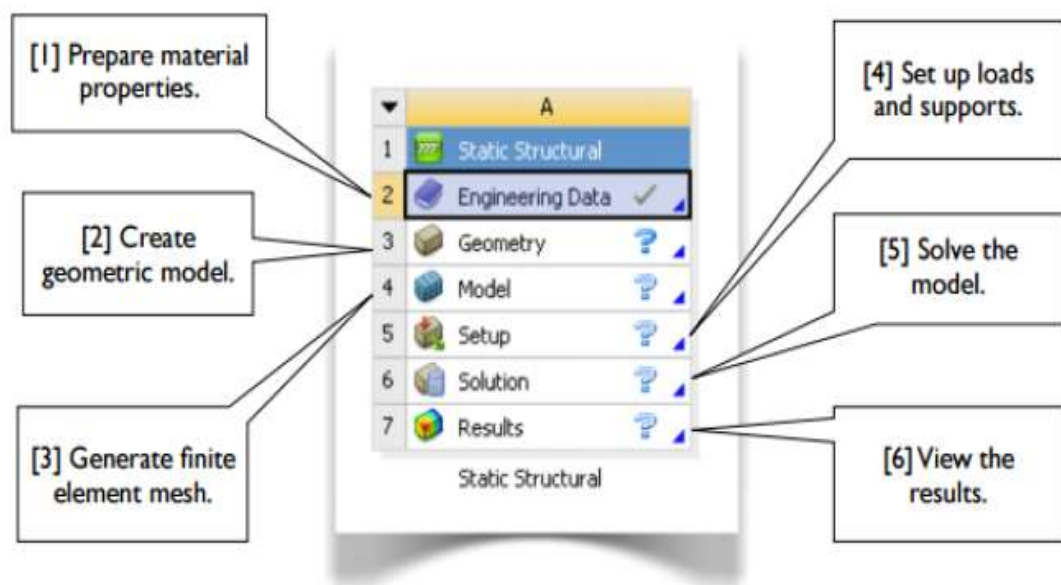 [1] Prepare material
properties.
[2] Create
geometric model.
[3] Generate finite
element mesh.
A
1 Static Structural
2 Engineering Data
3 Geometry ?
4 Model ?
5 Setup ?
6 Solution ?
7 Results ?
Static Structural
[4] Set up loads
and supports.
[5] Solve the
model.
[6] View the
results.